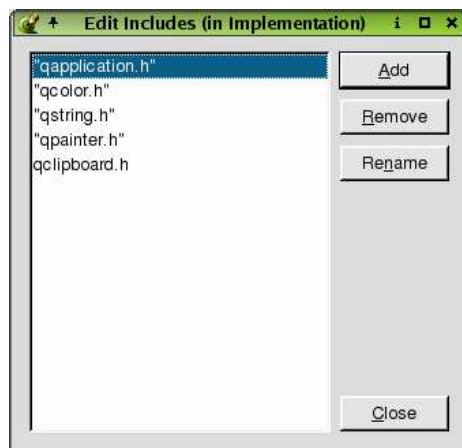 Edit Includes (in Implementation)
"qapplication.h"
"qcolor.h"
"qstring.h"
"qpainter.h"
qclipboard.h
Add
Remove
Rename
Close